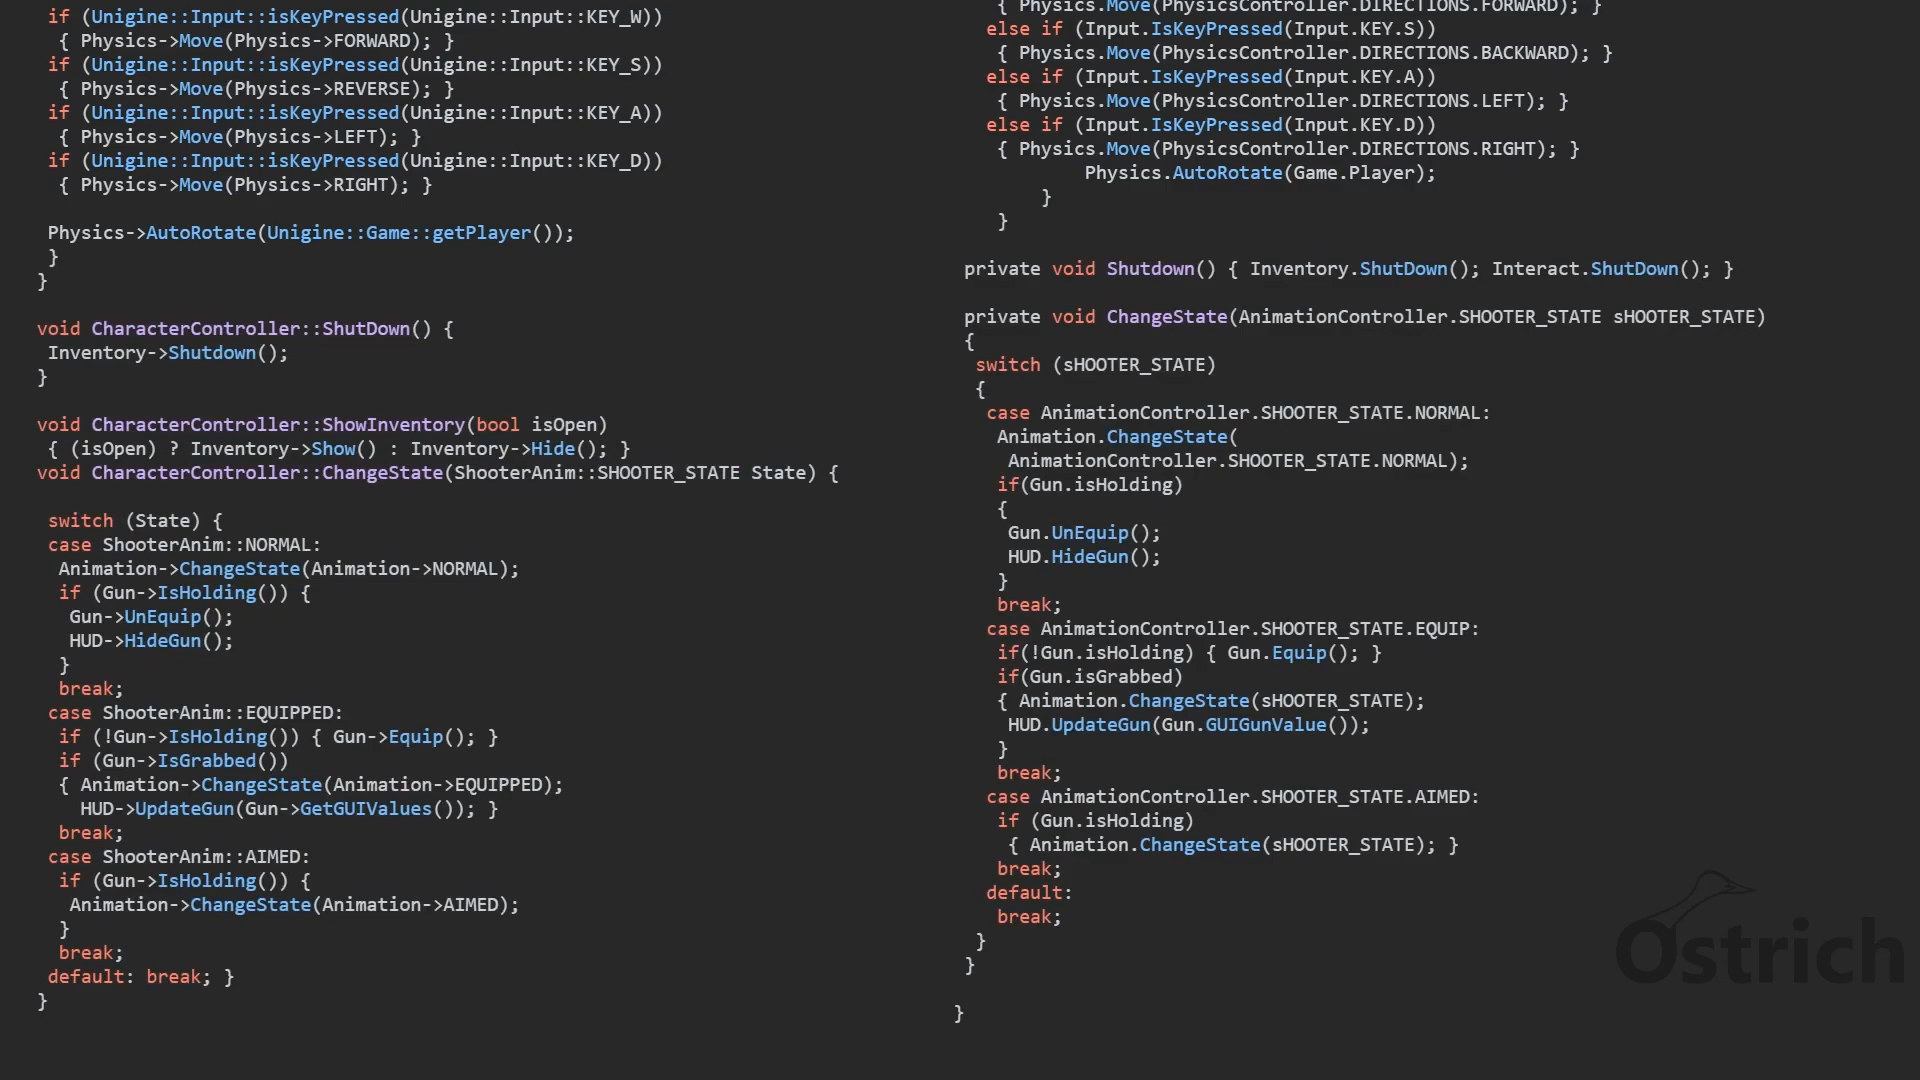 if (Unigine::Input::isKeyPressed(Unigine::Input::KEY_W))
{ Physics->Move(Physics->FORWARD); }
if (Unigine::Input::isKeyPressed(Unigine::Input::KEY_S))
{ Physics->Move(Physics->REVERSE); }
if (Unigine::Input::isKeyPressed(Unigine::Input::KEY_A))
{ Physics->Move(Physics->LEFT); }
if (Unigine::Input::isKeyPressed(Unigine::Input::KEY_D))
{ Physics->Move(Physics->RIGHT); }
Physics->AutoRotate(Unigine::Game::getPlayer());
}
}
void CharacterController::ShutDown() {
Inventory->Shutdown();
}
void CharacterController::ShowInventory(bool isOpen)
{ (isOpen) ? Inventory->Show() : Inventory->Hide(); }
void CharacterController::ChangeState(ShooterAnim::SHOOTER_STATE State) {
switch (State) {
case ShooterAnim::NORMAL:
Animation->ChangeState(Animation->NORMAL);
if (Gun->IsHolding()) {
Gun->UnEquip();
HUD->HideGun();
}
break;
case ShooterAnim::EQUIPPED:
if (!Gun->IsHolding()) { Gun->Equip(); }
if (Gun->IsGrabbed())
{ Animation->ChangeState(Animation->EQUIPPED);
HUD->UpdateGun(Gun->GetGUIValues()); }
break;
case ShooterAnim::AIMED:
if (Gun->IsHolding()) {
Animation->ChangeState(Animation->AIMED);
}
break;
default: break; }
}
{ Physics.Move(PhysicsController.DIRECTIONS.FORWARD); }
else if (Input.IsKeyPressed(Input.KEY.S))
{ Physics.Move(PhysicsController.DIRECTIONS.BACKWARD); }
else if (Input.IsKeyPressed(Input.KEY.A))
{ Physics.Move(PhysicsController.DIRECTIONS.LEFT); }
else if (Input.IsKeyPressed(Input.KEY.D))
{ Physics.Move(PhysicsController.DIRECTIONS.RIGHT); }
Physics.AutoRotate(Game.Player);
}
}
private void Shutdown() { Inventory.ShutDown(); Interact.ShutDown(); }
private void ChangeState(AnimationController.SHOOTER_STATE sHOOTER_STATE)
{
switch (sHOOTER_STATE)
{
case AnimationController.SHOOTER_STATE.NORMAL:
Animation.ChangeState(
AnimationController.SHOOTER_STATE.NORMAL);
if(Gun.isHolding)
{
Gun.UnEquip();
HUD.HideGun();
}
break;
case AnimationController.SHOOTER_STATE.EQUIP:
if(!Gun.isHolding) { Gun.Equip(); }
if(Gun.isGrabbed)
{ Animation.ChangeState(sHOOTER_STATE);
HUD.UpdateGun(Gun.GUIGunValue());
}
break;
case AnimationController.SHOOTER_STATE.AIMED:
if (Gun.isHolding)
{ Animation.ChangeState(sHOOTER_STATE); }
break;
default:
break;
}
}
}
Ostrich